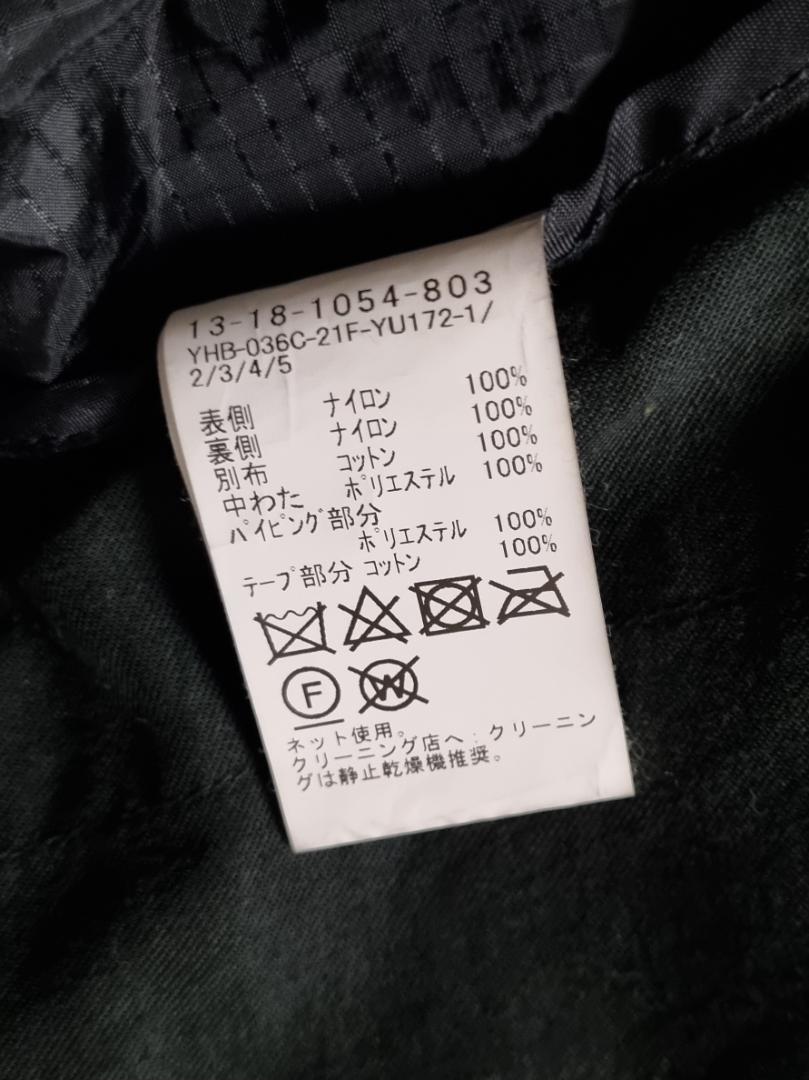 13-18-1054-803
YHB-036C-21F-YU172-1/
2/3/4/5
表側 ナイロン 100%
裏側 ナイロン 100%
別布 コットン 100%
中わた ポリエステル 100%
パイピング部分
ポリエステル 100%
テープ部分 コットン 100%
F W
ネット使用。
クリーニング店へ:クリーニン
グは静止乾燥機推奨。